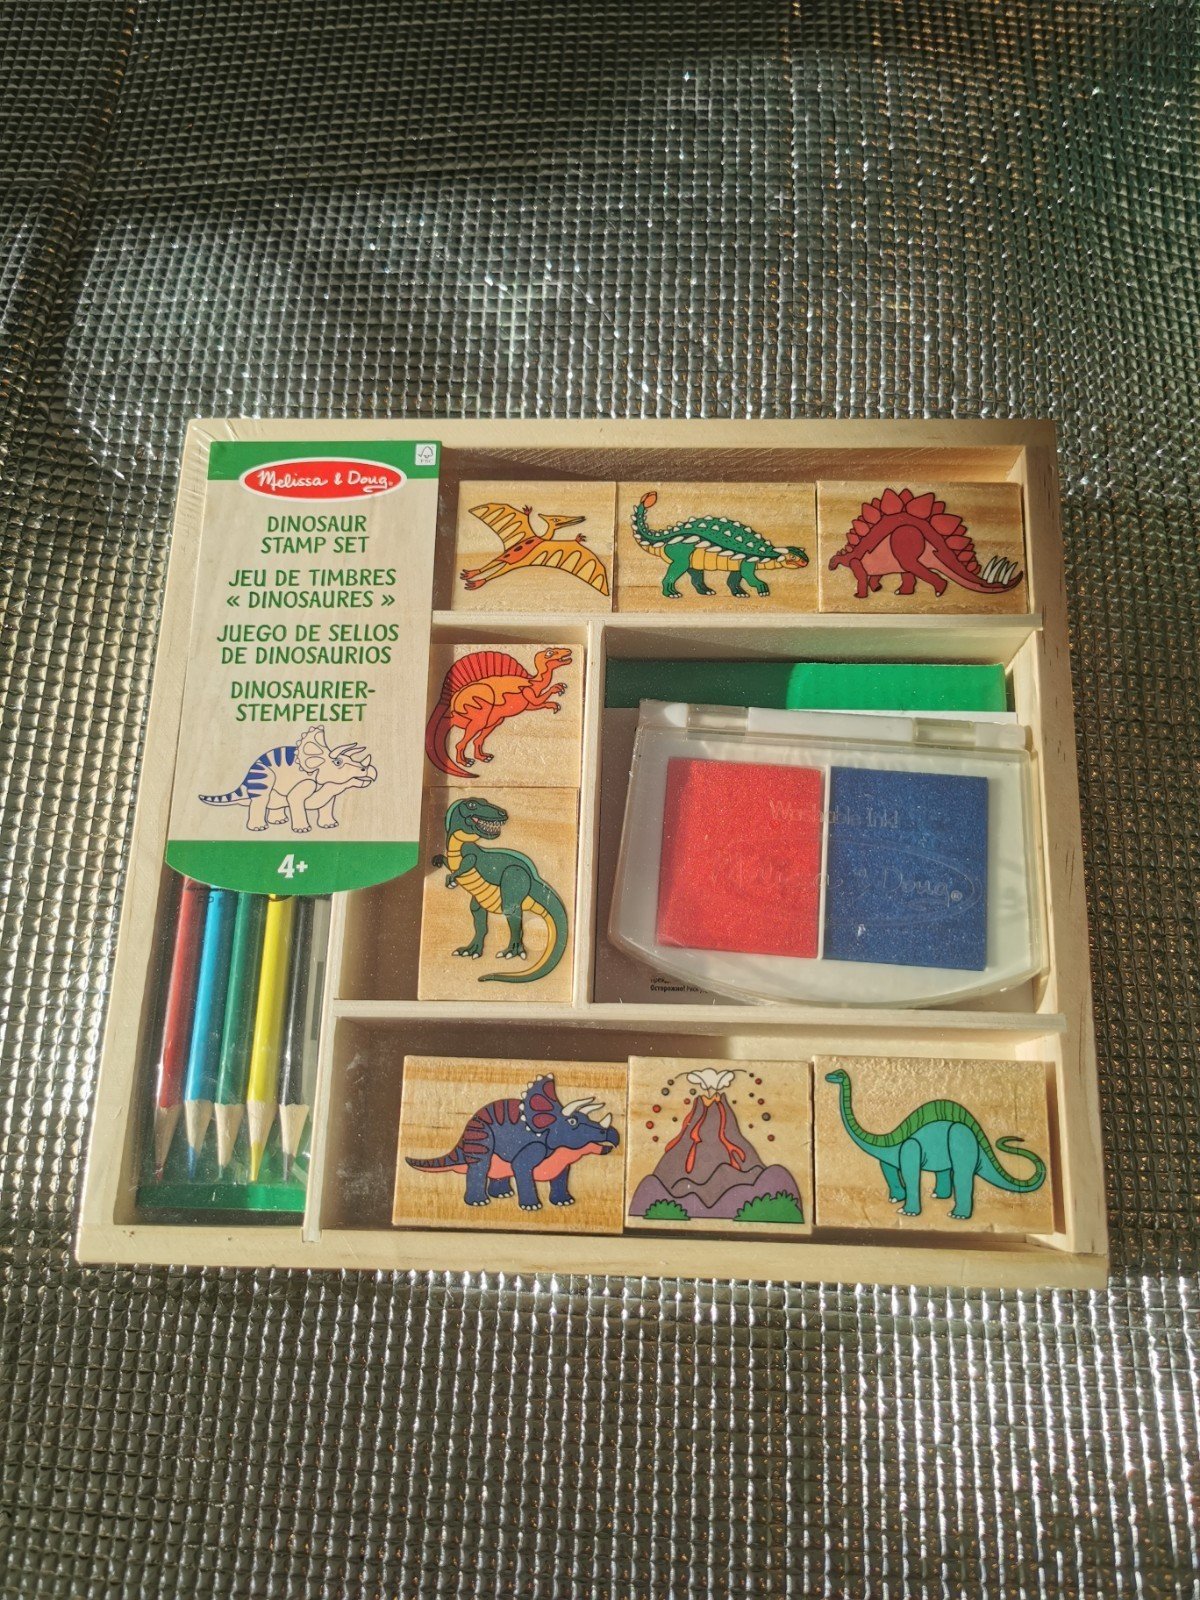 Melissa & Doug®
FSC
DINOSAUR
STAMP SET
JEU DE TIMBRES
« DINOSAURES »
JUEGO DE SELLOS
DE DINOSAURIOS
DINOSAURIER-
STEMPELSET
4+
Washable Ink!
Melissa & Doug®
Осторожно!